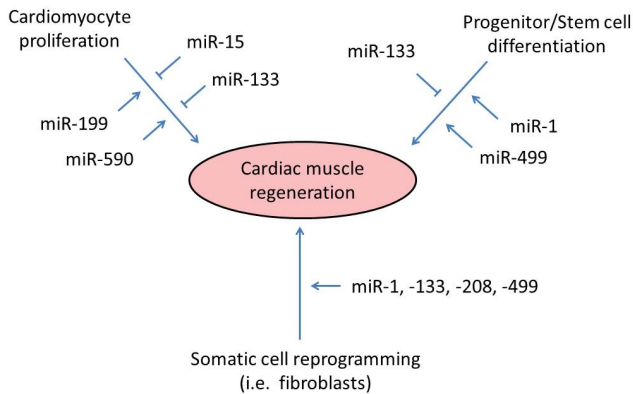 Cardiomyocyte
proliferation
miR-15
miR-133
miR-199
miR-590
Progenitor/Stem cell
differentiation
miR-133
miR-1
miR-499
Cardiac muscle
regeneration
miR-1, -133, -208, -499
Somatic cell reprogramming
(i.e. fibroblasts)